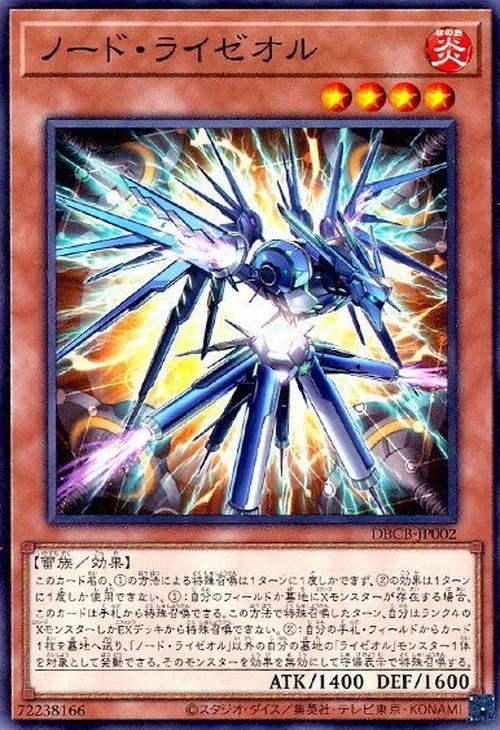 ノード・ライゼオル
炎
DBCB-JP002
【雷族／効果】
このカード名の、①の方法による特殊召喚は１ターンに１度しかできず、②の効果は１ターン
に１度しか使用できない。①：自分のフィールドか墓地にXモンスターが存在する場合、
このカードは手札から特殊召喚できる。この方法で特殊召喚したターン、自分はランク4の
XモンスターしかEXデッキから特殊召喚できない。②：自分の手札・フィールドからカード
１枚を墓地へ送り、「ノード・ライゼオル」以外の自分の墓地の「ライゼオル」モンスター１体
を対象として発動できる。そのモンスターを効果を無効にして守備表示で特殊召喚する。
ATK/1400 DEF/1600
72238166 ©スタジオ・ダイス／集英社・テレビ東京・KONAMI